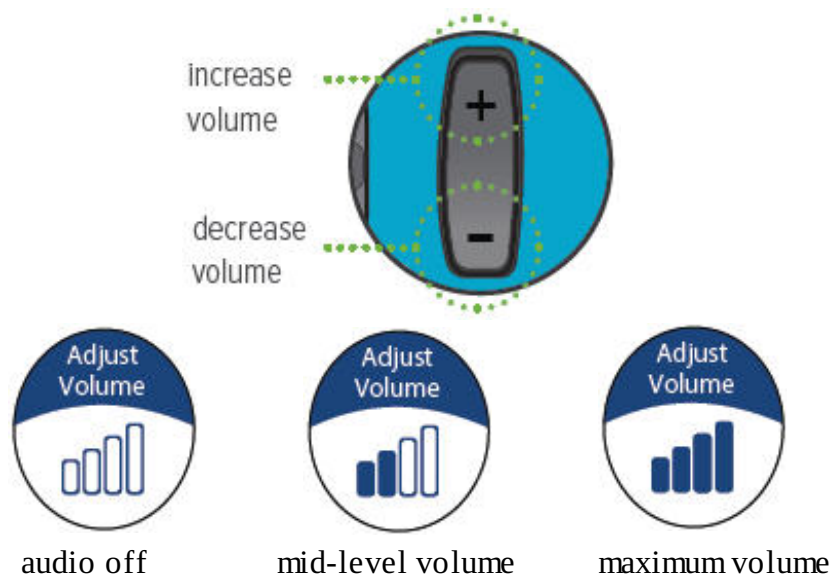 increase
volume
+
decrease
volume
-
Adjust
Volume
Adjust
Volume
Adjust
Volume
audio off
mid-level volume
maximum volume